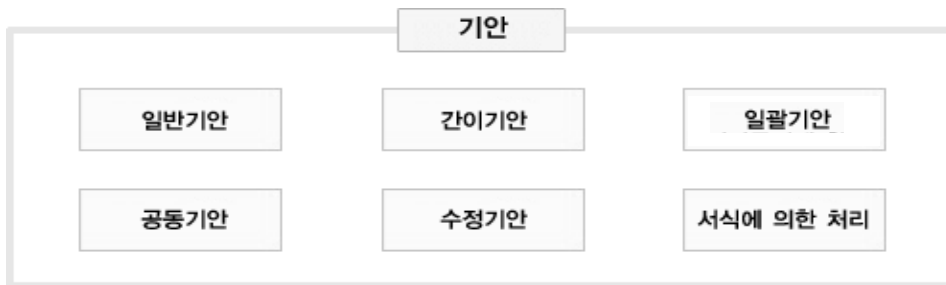 기안
일반기안
간이기안
일괄기안
공동기안
수정기안
서식에 의한 처리